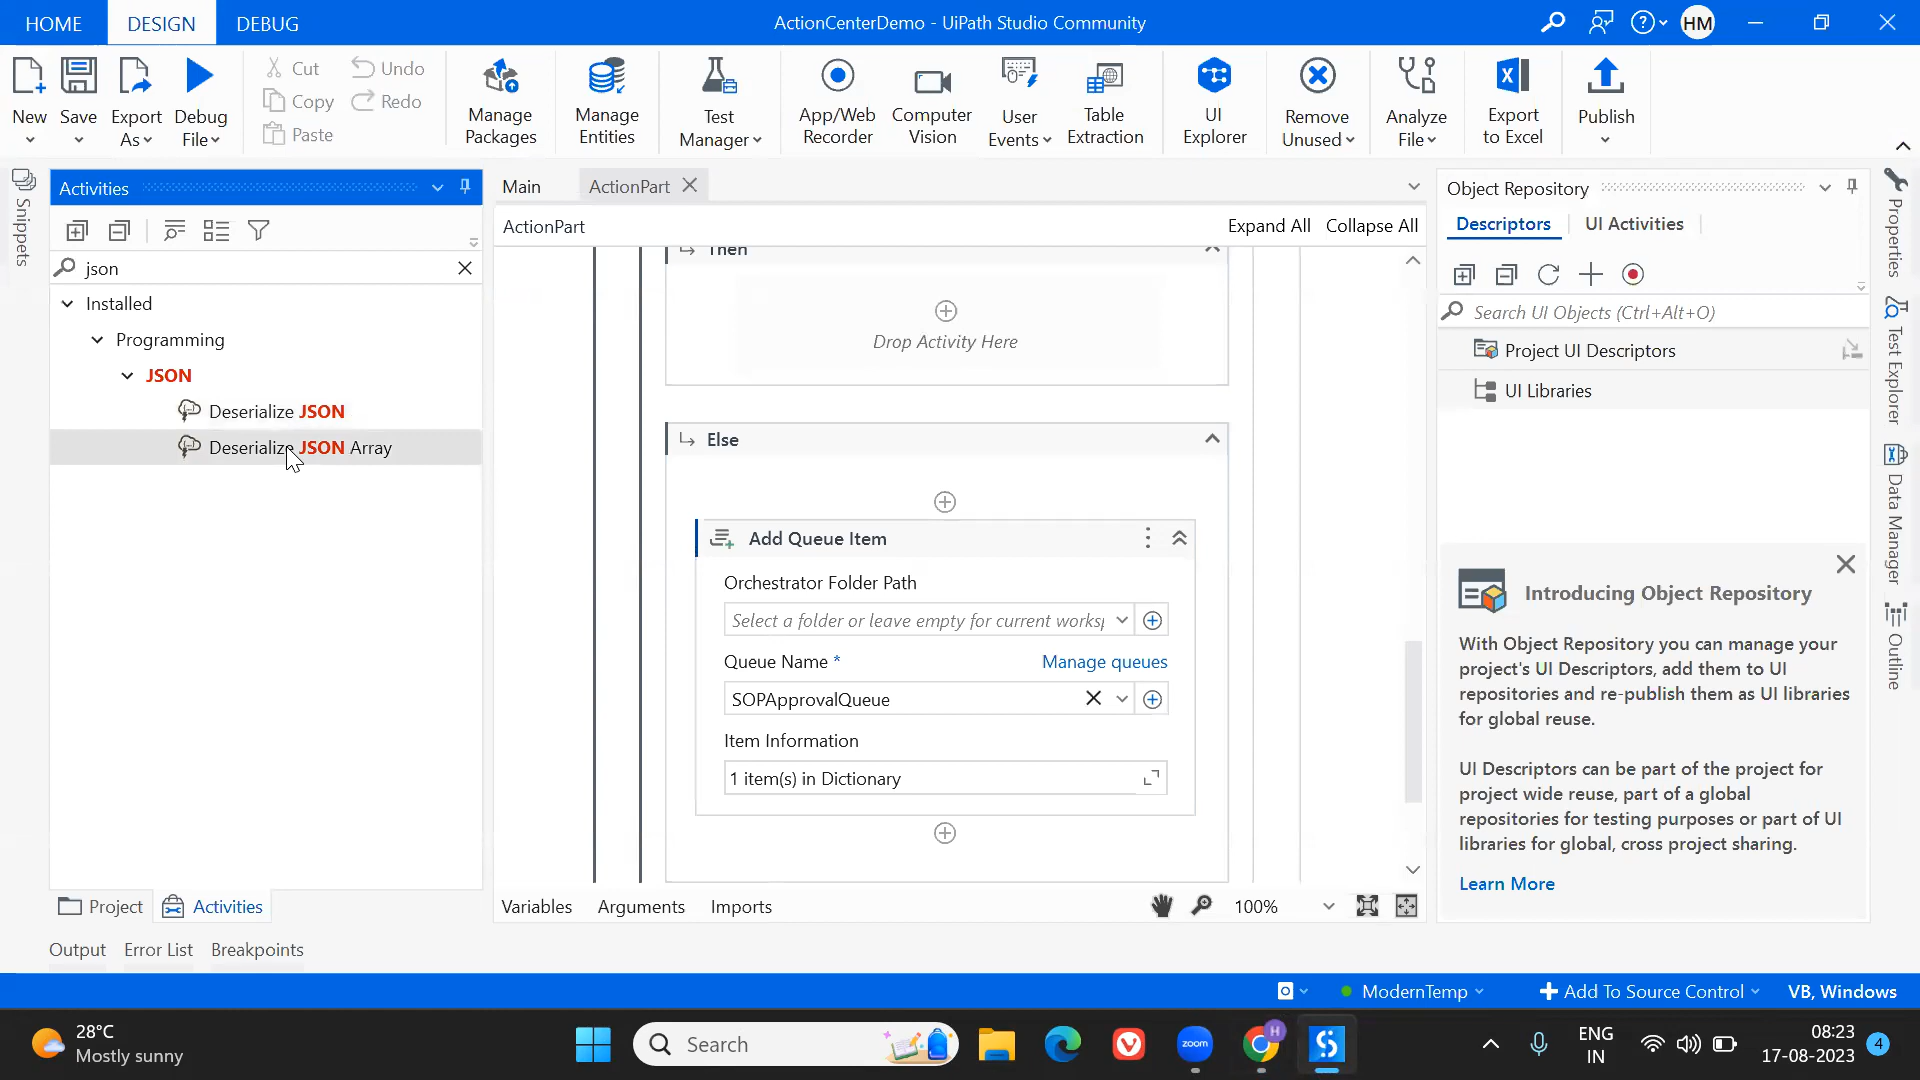 HOME
DESIGN
DEBUG
ActionCenterDemo - UiPath Studio Community
HM
New
Save
Export As
Debug File
Cut
Copy
Paste
Undo
Redo
Manage Packages
Manage Entities
Test Manager
App/Web Recorder
Computer Vision
User Events
Table Extraction
UI Explorer
Remove Unused
Analyze File
Export to Excel
Publish
Snippets
Activities
json
Installed
Programming
JSON
Deserialize JSON
Deserialize JSON Array
Project
Activities
Main
ActionPart
ActionPart
Expand All
Collapse All
Then
Drop Activity Here
Else
Add Queue Item
Orchestrator Folder Path
Select a folder or leave empty for current worksp
Queue Name *
Manage queues
SOPApprovalQueue
Item Information
1 item(s) in Dictionary
Variables
Arguments
Imports
100%
Object Repository
Descriptors
UI Activities
Search UI Objects (Ctrl+Alt+O)
Project UI Descriptors
UI Libraries
Introducing Object Repository
With Object Repository you can manage your
project's UI Descriptors, add them to UI
repositories and re-publish them as UI libraries
for global reuse.
UI Descriptors can be part of the project for
project wide reuse, part of a global
repositories for testing purposes or part of UI
libraries for global, cross project sharing.
Learn More
Properties
Test Explorer
Data Manager
Outline
Output
Error List
Breakpoints
ModernTemp
Add To Source Control
VB, Windows
28°C
Mostly sunny
Search
zoom
H
ENG
IN
08:23
17-08-2023
4